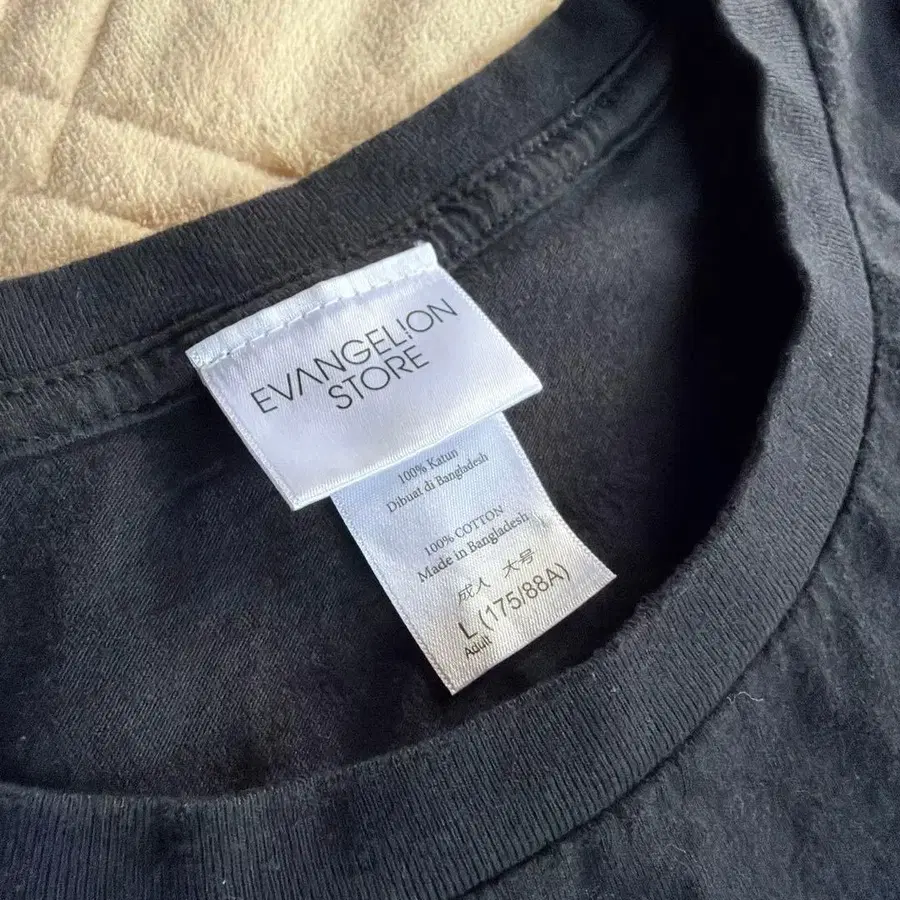 EVANGELION
STORE
100% Katun
Dibuat di Bangladesh
100% COTTON
Made in Bangladesh
成人 大号
L (175/88A)
Adult